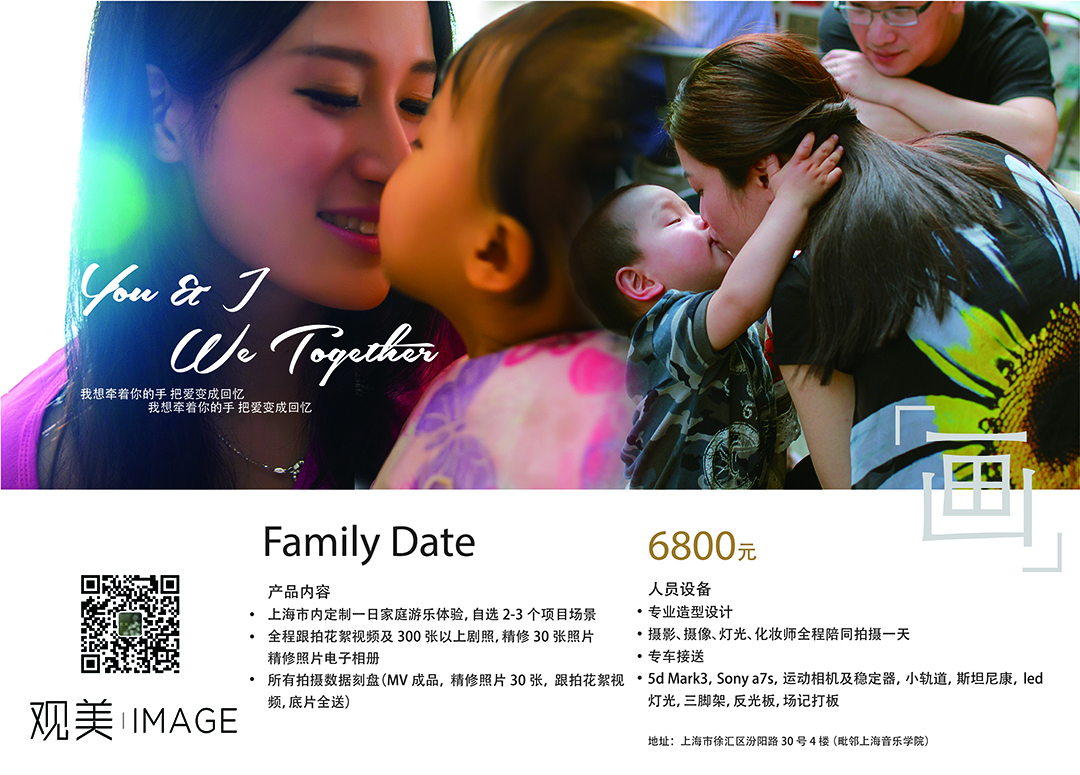 You & I
We Together
我想牵着你的手 把爱变成回忆
我想牵着你的手 把爱变成回忆
「画」
Family Date
产品内容
• 上海市内定制一日家庭游乐体验, 自选 2-3 个项目场景
• 全程跟拍花絮视频及 300 张以上剧照, 精修 30 张照片
精修照片电子相册
• 所有拍摄数据刻盘(MV 成品, 精修照片 30 张, 跟拍花絮视
频, 底片全送)
6800元
人员设备
• 专业造型设计
• 摄影、摄像、灯光、化妆师全程陪同拍摄一天
• 专车接送
• 5d Mark3, Sony a7s, 运动相机及稳定器, 小轨道, 斯坦尼康, led
灯光, 三脚架, 反光板, 场记打板
地址: 上海市徐汇区汾阳路 30 号 4 楼 (毗邻上海音乐学院)
观美 | IMAGE